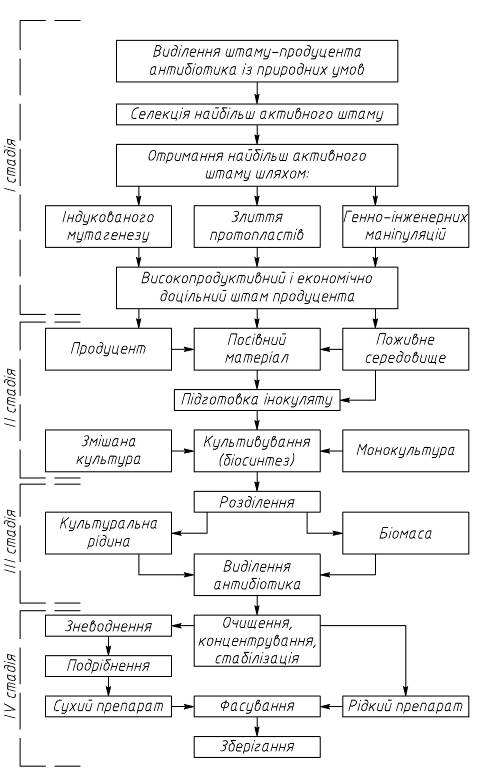 I стадія
Виділення штаму-продуцента
антибіотика із природних умов
Селекція найбільш активного штаму
Отримання найбільш активного
штаму шляхом:
Індукованого
мутагенезу
Злиття
протопластів
Генно-інженерних
маніпуляцій
Високопродуктивний і економічно
доцільний штам продуцента
II стадія
Продуцент
Посівний
матеріал
Поживне
середовище
Підготовка інокуляту
Змішана
культура
Культивування
(біосинтез)
Монокультура
III стадія
Розділення
Культуральна
рідина
Біомаса
Виділення
антибіотика
IV стадія
Зневоднення
Очищення,
концентрування,
стабілізація
Подрібнення
Сухий препарат
Фасування
Рідкий препарат
Зберігання